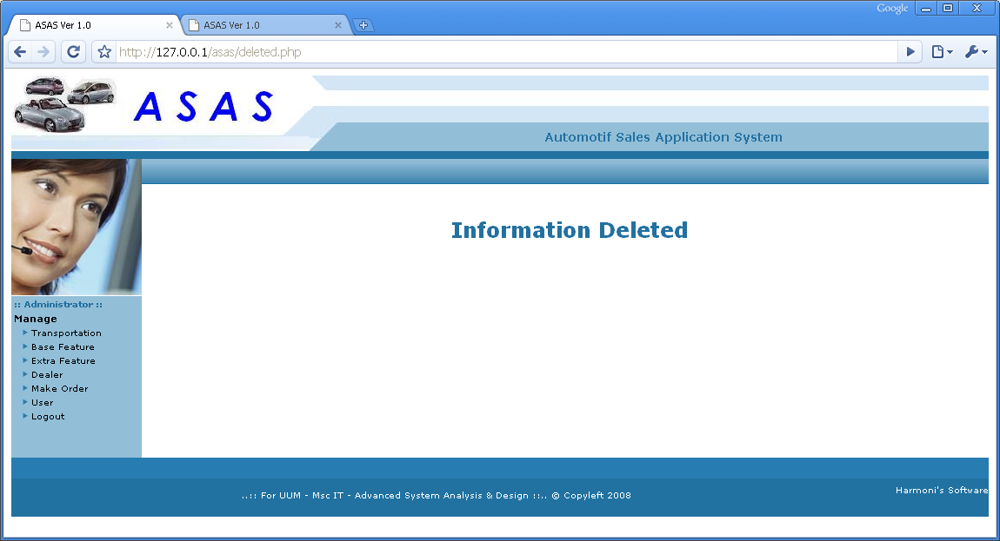 Google
ASAS Ver 1.0
ASAS Ver 1.0
http://127.0.0.1/asas/deleted.php
A S A S
Automotif Sales Application System
Information Deleted
:: Administrator ::
Manage
Transportation
Base Feature
Extra Feature
Dealer
Make Order
User
Logout
..:: For UUM - Msc IT - Advanced System Analysis & Design ::.. © Copyleft 2008
Harmoni's Software